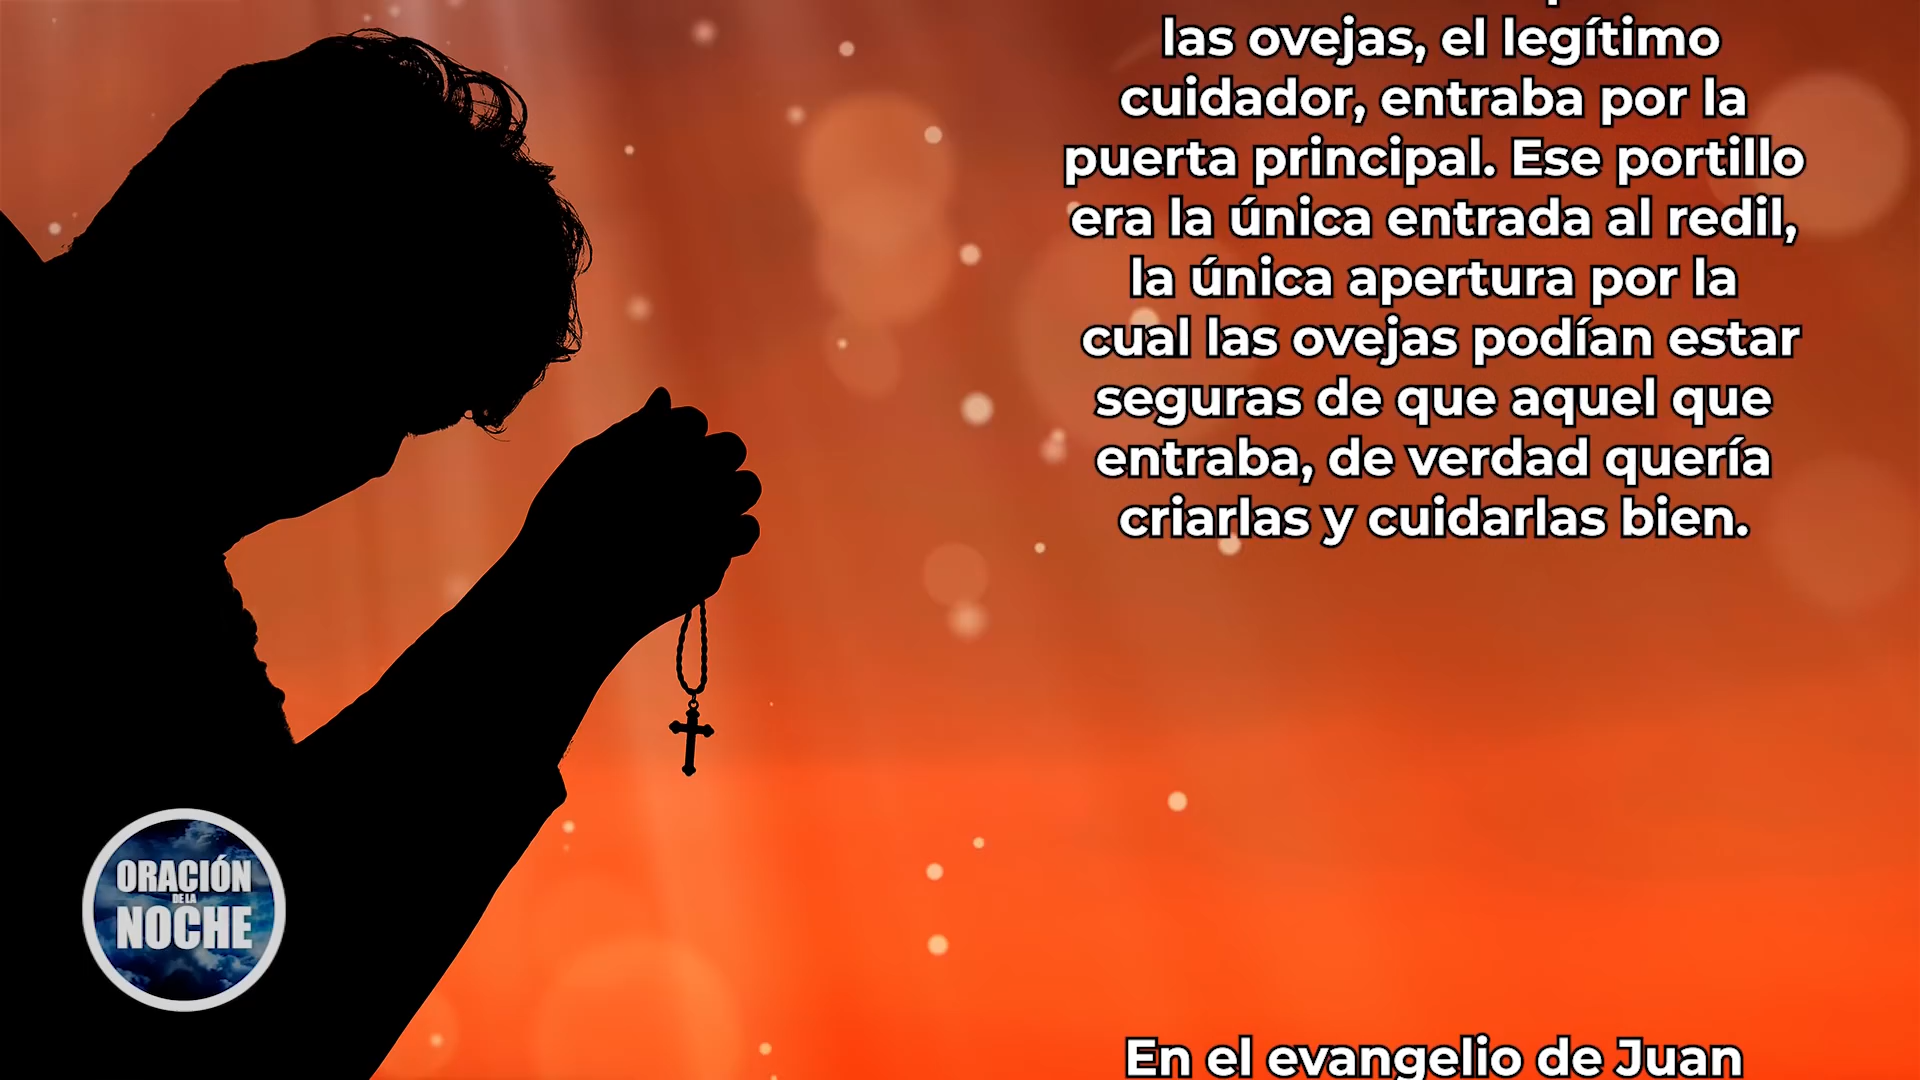 las ovejas, el legítimo
cuidador, entraba por la
puerta principal. Ese portillo
era la única entrada al redil,
la única apertura por la
cual las ovejas podían estar
seguras de que aquel que
entraba, de verdad quería
criarlas y cuidarlas bien.
En el evangelio de Juan
ORACIÓN
DE LA
NOCHE